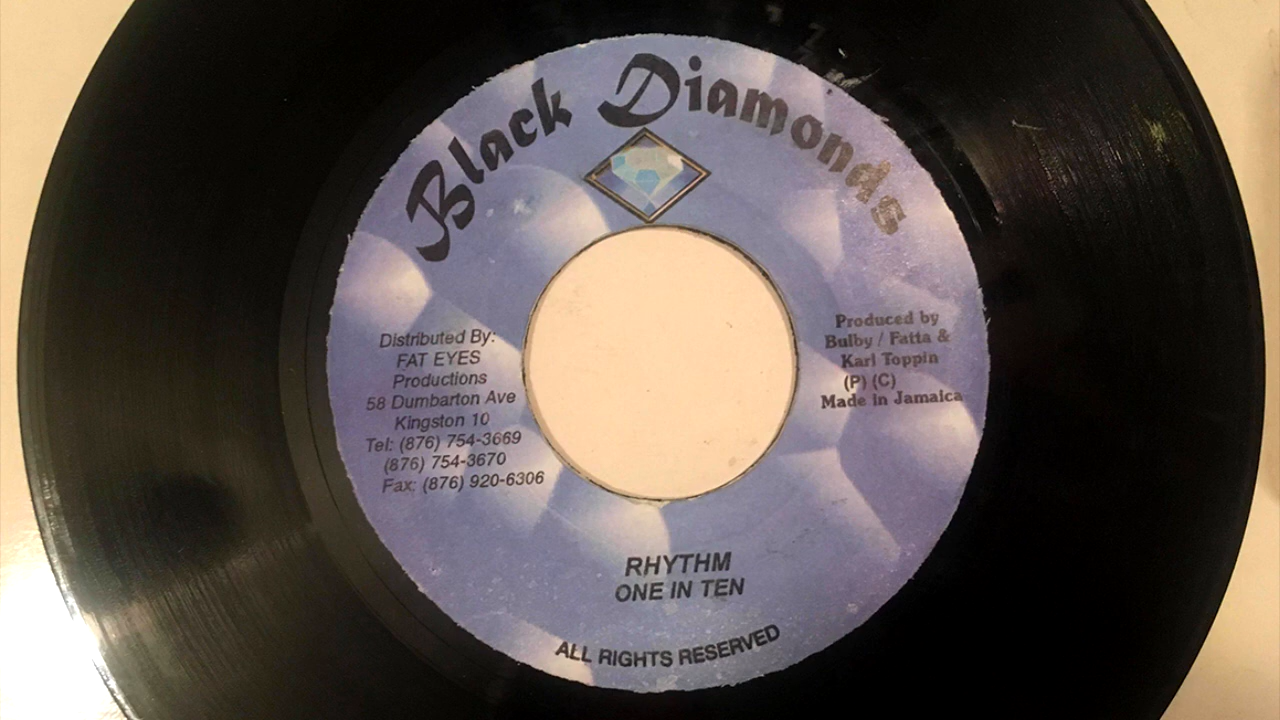 Black Diamonds
Distributed By:
FAT EYES
Productions
58 Dumbarton Ave
Kingston 10
Tel: (876) 754-3669
(876) 754-3670
Fax: (876) 920-6306
Produced by
Bulby / Fatta &
Karl Toppin
(P) (C)
Made in Jamaica
RHYTHM
ONE IN TEN
ALL RIGHTS RESERVED